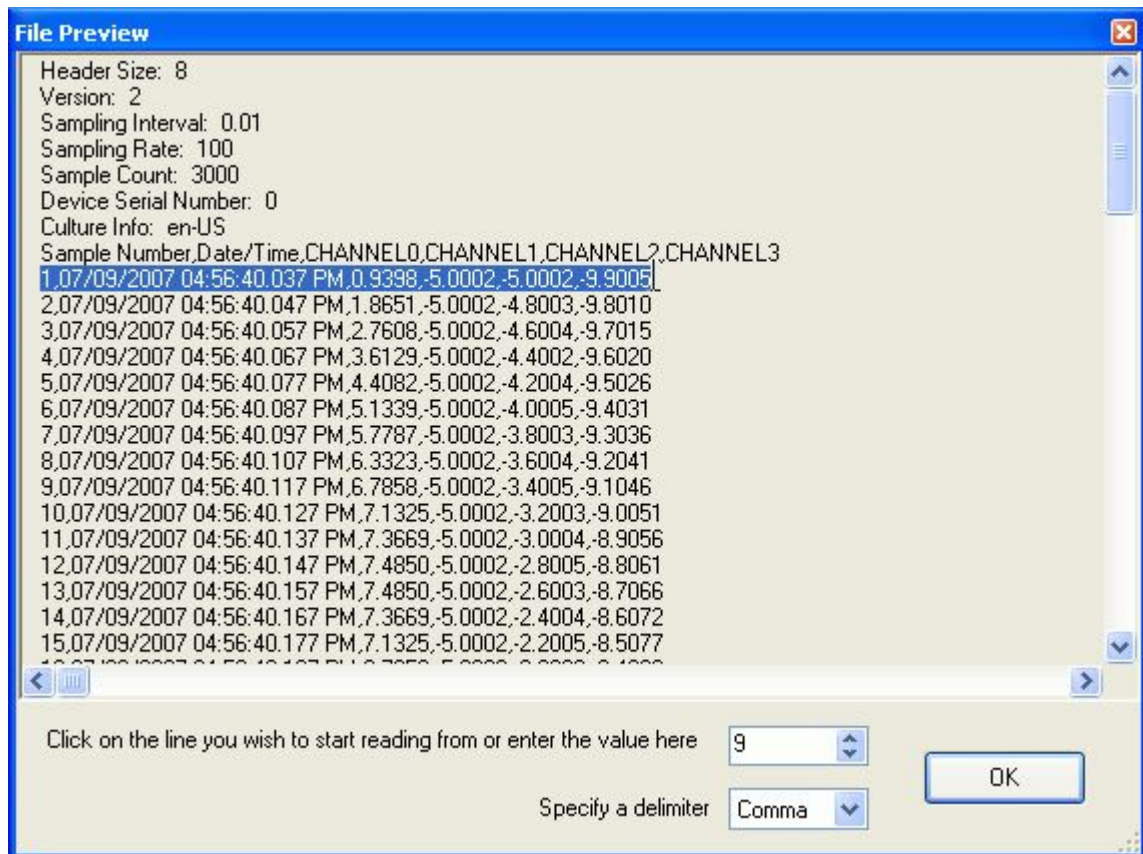 File Preview
Header Size:  8
Version:  2
Sampling Interval:  0.01
Sampling Rate:  100
Sample Count:  3000
Device Serial Number:  0
Culture Info:  en-US
Sample Number,Date/Time,CHANNEL0,CHANNEL1,CHANNEL2,CHANNEL3
1,07/09/2007 04:56:40.037 PM,0.9398,-5.0002,-5.0002,-9.9005
2,07/09/2007 04:56:40.047 PM,1.8651,-5.0002,-4.8003,-9.8010
3,07/09/2007 04:56:40.057 PM,2.7608,-5.0002,-4.6004,-9.7015
4,07/09/2007 04:56:40.067 PM,3.6129,-5.0002,-4.4002,-9.6020
5,07/09/2007 04:56:40.077 PM,4.4082,-5.0002,-4.2004,-9.5026
6,07/09/2007 04:56:40.087 PM,5.1339,-5.0002,-4.0005,-9.4031
7,07/09/2007 04:56:40.097 PM,5.7787,-5.0002,-3.8003,-9.3036
8,07/09/2007 04:56:40.107 PM,6.3323,-5.0002,-3.6004,-9.2041
9,07/09/2007 04:56:40.117 PM,6.7858,-5.0002,-3.4005,-9.1046
10,07/09/2007 04:56:40.127 PM,7.1325,-5.0002,-3.2003,-9.0051
11,07/09/2007 04:56:40.137 PM,7.3669,-5.0002,-3.0004,-8.9056
12,07/09/2007 04:56:40.147 PM,7.4850,-5.0002,-2.8005,-8.8061
13,07/09/2007 04:56:40.157 PM,7.4850,-5.0002,-2.6003,-8.7066
14,07/09/2007 04:56:40.167 PM,7.3669,-5.0002,-2.4004,-8.6072
15,07/09/2007 04:56:40.177 PM,7.1325,-5.0002,-2.2005,-8.5077
Click on the line you wish to start reading from or enter the value here 9
OK
Specify a delimiter Comma